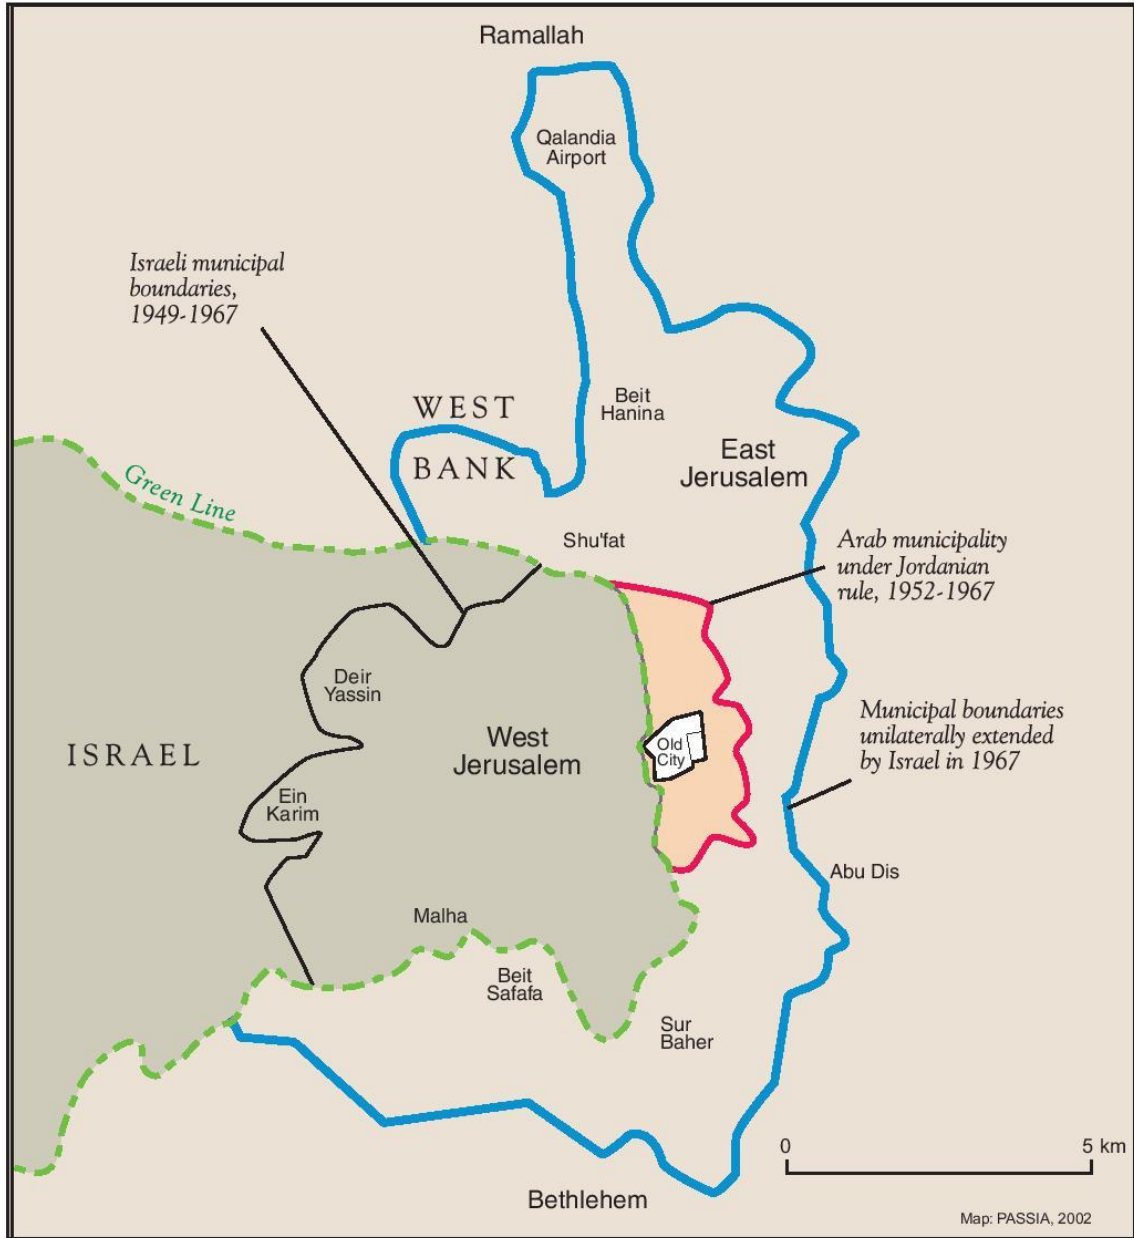 Ramallah
Qalandia
Airport
Israeli municipal
boundaries,
1949-1967
WEST
BANK
Beit
Hanina
East
Jerusalem
Green Line
Shu'fat
Arab municipality
under Jordanian
rule, 1952-1967
Deir
Yassin
ISRAEL
West
Jerusalem
Old
City
Municipal boundaries
unilaterally extended
by Israel in 1967
Ein
Karim
Abu Dis
Malha
Beit
Safafa
Sur
Baher
0 5 km
Bethlehem
Map: PASSIA, 2002